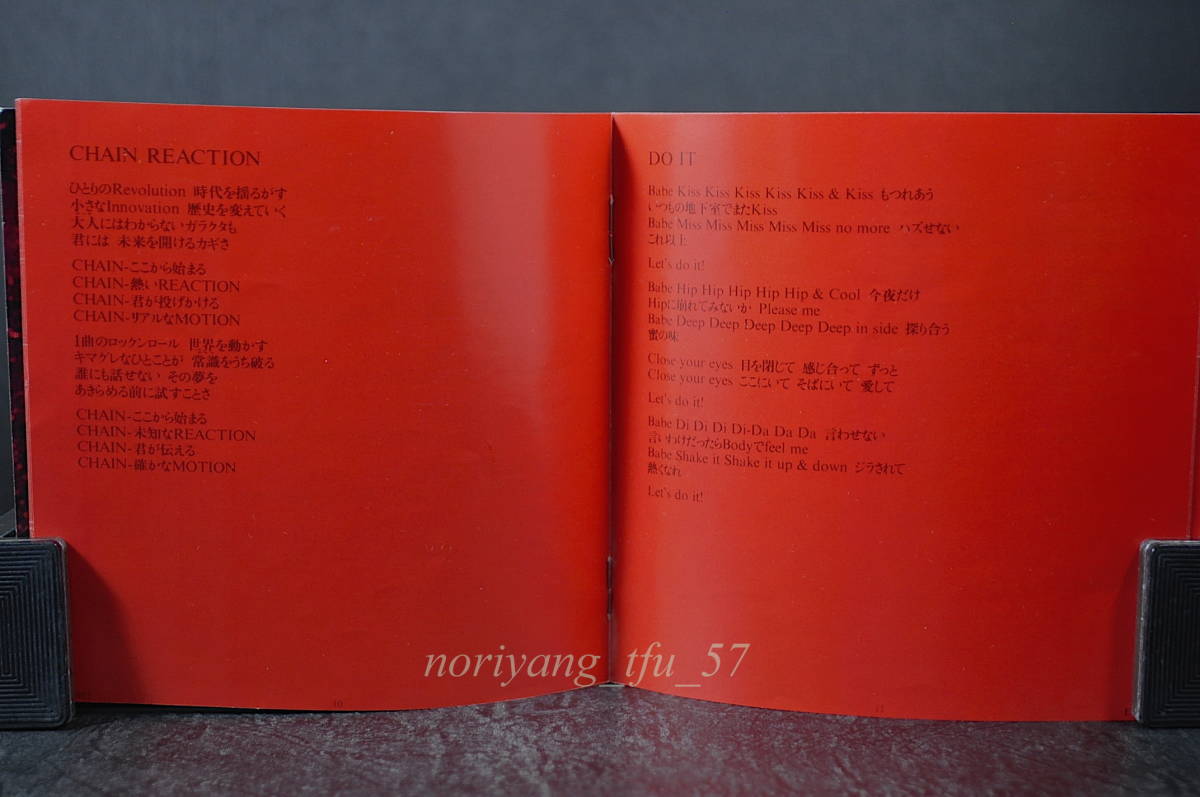 CHAIN REACTION
ひとりのRevolution 時代を揺るがす
小さなInnovation 歴史を変えていく
大人にはわからないガラクタも
君には 未来を開けるカギさ
CHAIN-ここから始まる
CHAIN-熱いREACTION
CHAIN-君が投げかける
CHAIN-リアルなMOTION
1曲のロックンロール 世界を動かす
キマグレなひとことが 常識をうち破る
誰にも話せない その夢を
あきらめる前に試すことさ
CHAIN-ここから始まる
CHAIN-未知なREACTION
CHAIN-君が伝える
CHAIN-確かなMOTION
10
DO IT
Babe Kiss Kiss Kiss Kiss Kiss & Kiss もつれあう
いつもの地下室でまたKiss
Babe Miss Miss Miss Miss Miss no more ハズせない
これ以上
Let's do it!
Babe Hip Hip Hip Hip Hip & Cool 今夜だけ
Hipに崩れてみないか Please me
Babe Deep Deep Deep Deep Deep in side 探り合う
蜜の味
Close your eyes 目を閉じて 感じ合って ずっと
Close your eyes ここにいて そばにいて 愛して
Let's do it!
Babe Di Di Di Di-Da Da Da 言わせない
言いわけだったらBodyでfeel me
Babe Shake it Shake it up & down ジラされて
熱くなれ
Let's do it!
11
noriyang_tfu_57